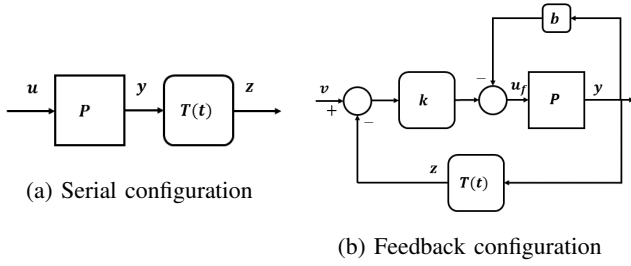 b
u
y
z
P
T(t)
v
+
−
k
−
u_f
P
y
z
T(t)
(a) Serial configuration
(b) Feedback configuration